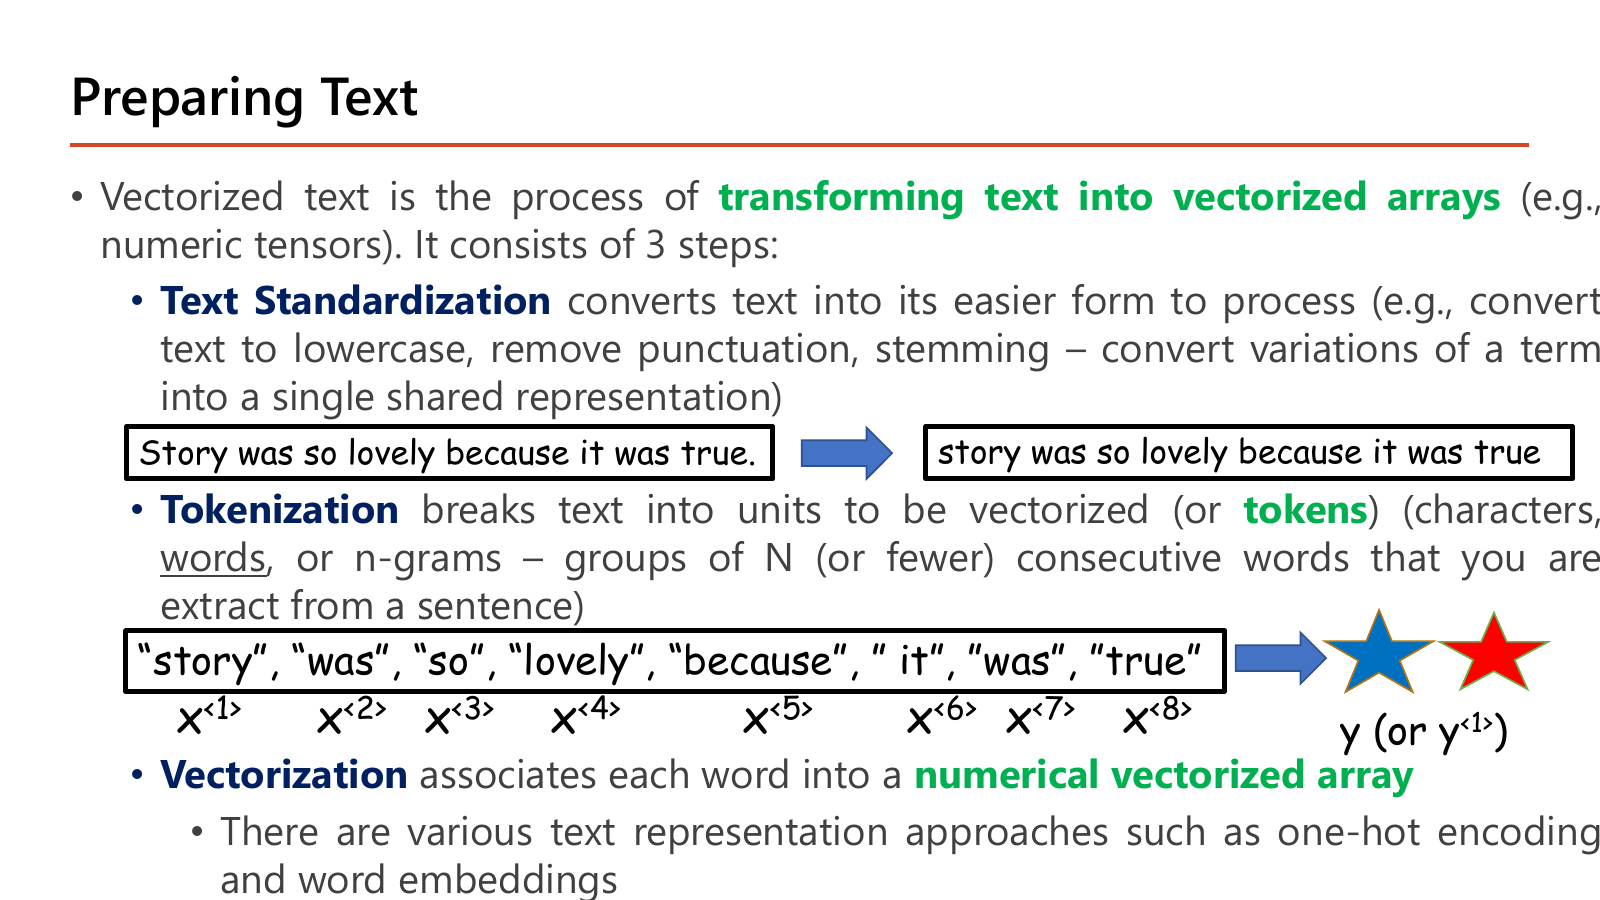 Preparing Text
• Vectorized text is the process of transforming text into vectorized arrays (e.g.,
numeric tensors). It consists of 3 steps:
• Text Standardization converts text into its easier form to process (e.g., convert
text to lowercase, remove punctuation, stemming – convert variations of a term
into a single shared representation)
Story was so lovely because it was true.
story was so lovely because it was true
• Tokenization breaks text into units to be vectorized (or tokens) (characters,
words, or n-grams – groups of N (or fewer) consecutive words that you are
extract from a sentence)
“story”, “was”, “so”, “lovely”, “because”, ” it”, ”was”, ”true”
x<1> x<2> x<3> x<4> x<5> x<6> x<7> x<8>
y (or y<1>)
• Vectorization associates each word into a numerical vectorized array
• There are various text representation approaches such as one-hot encoding
and word embeddings